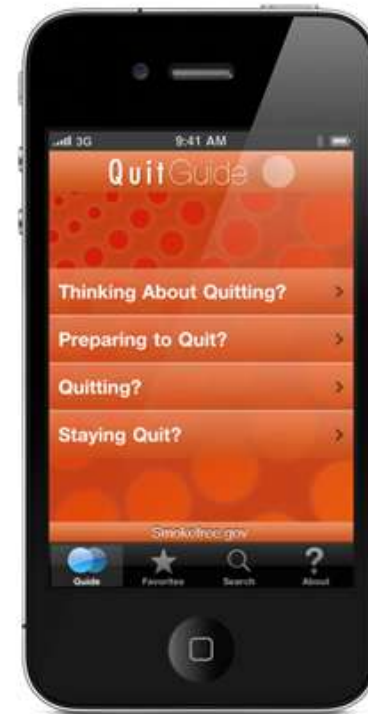 3G 9:41 AM
QuitGuide
Thinking About Quitting?
Preparing to Quit?
Quitting?
Staying Quit?
Smokefree.gov
Guide Favorites Search About